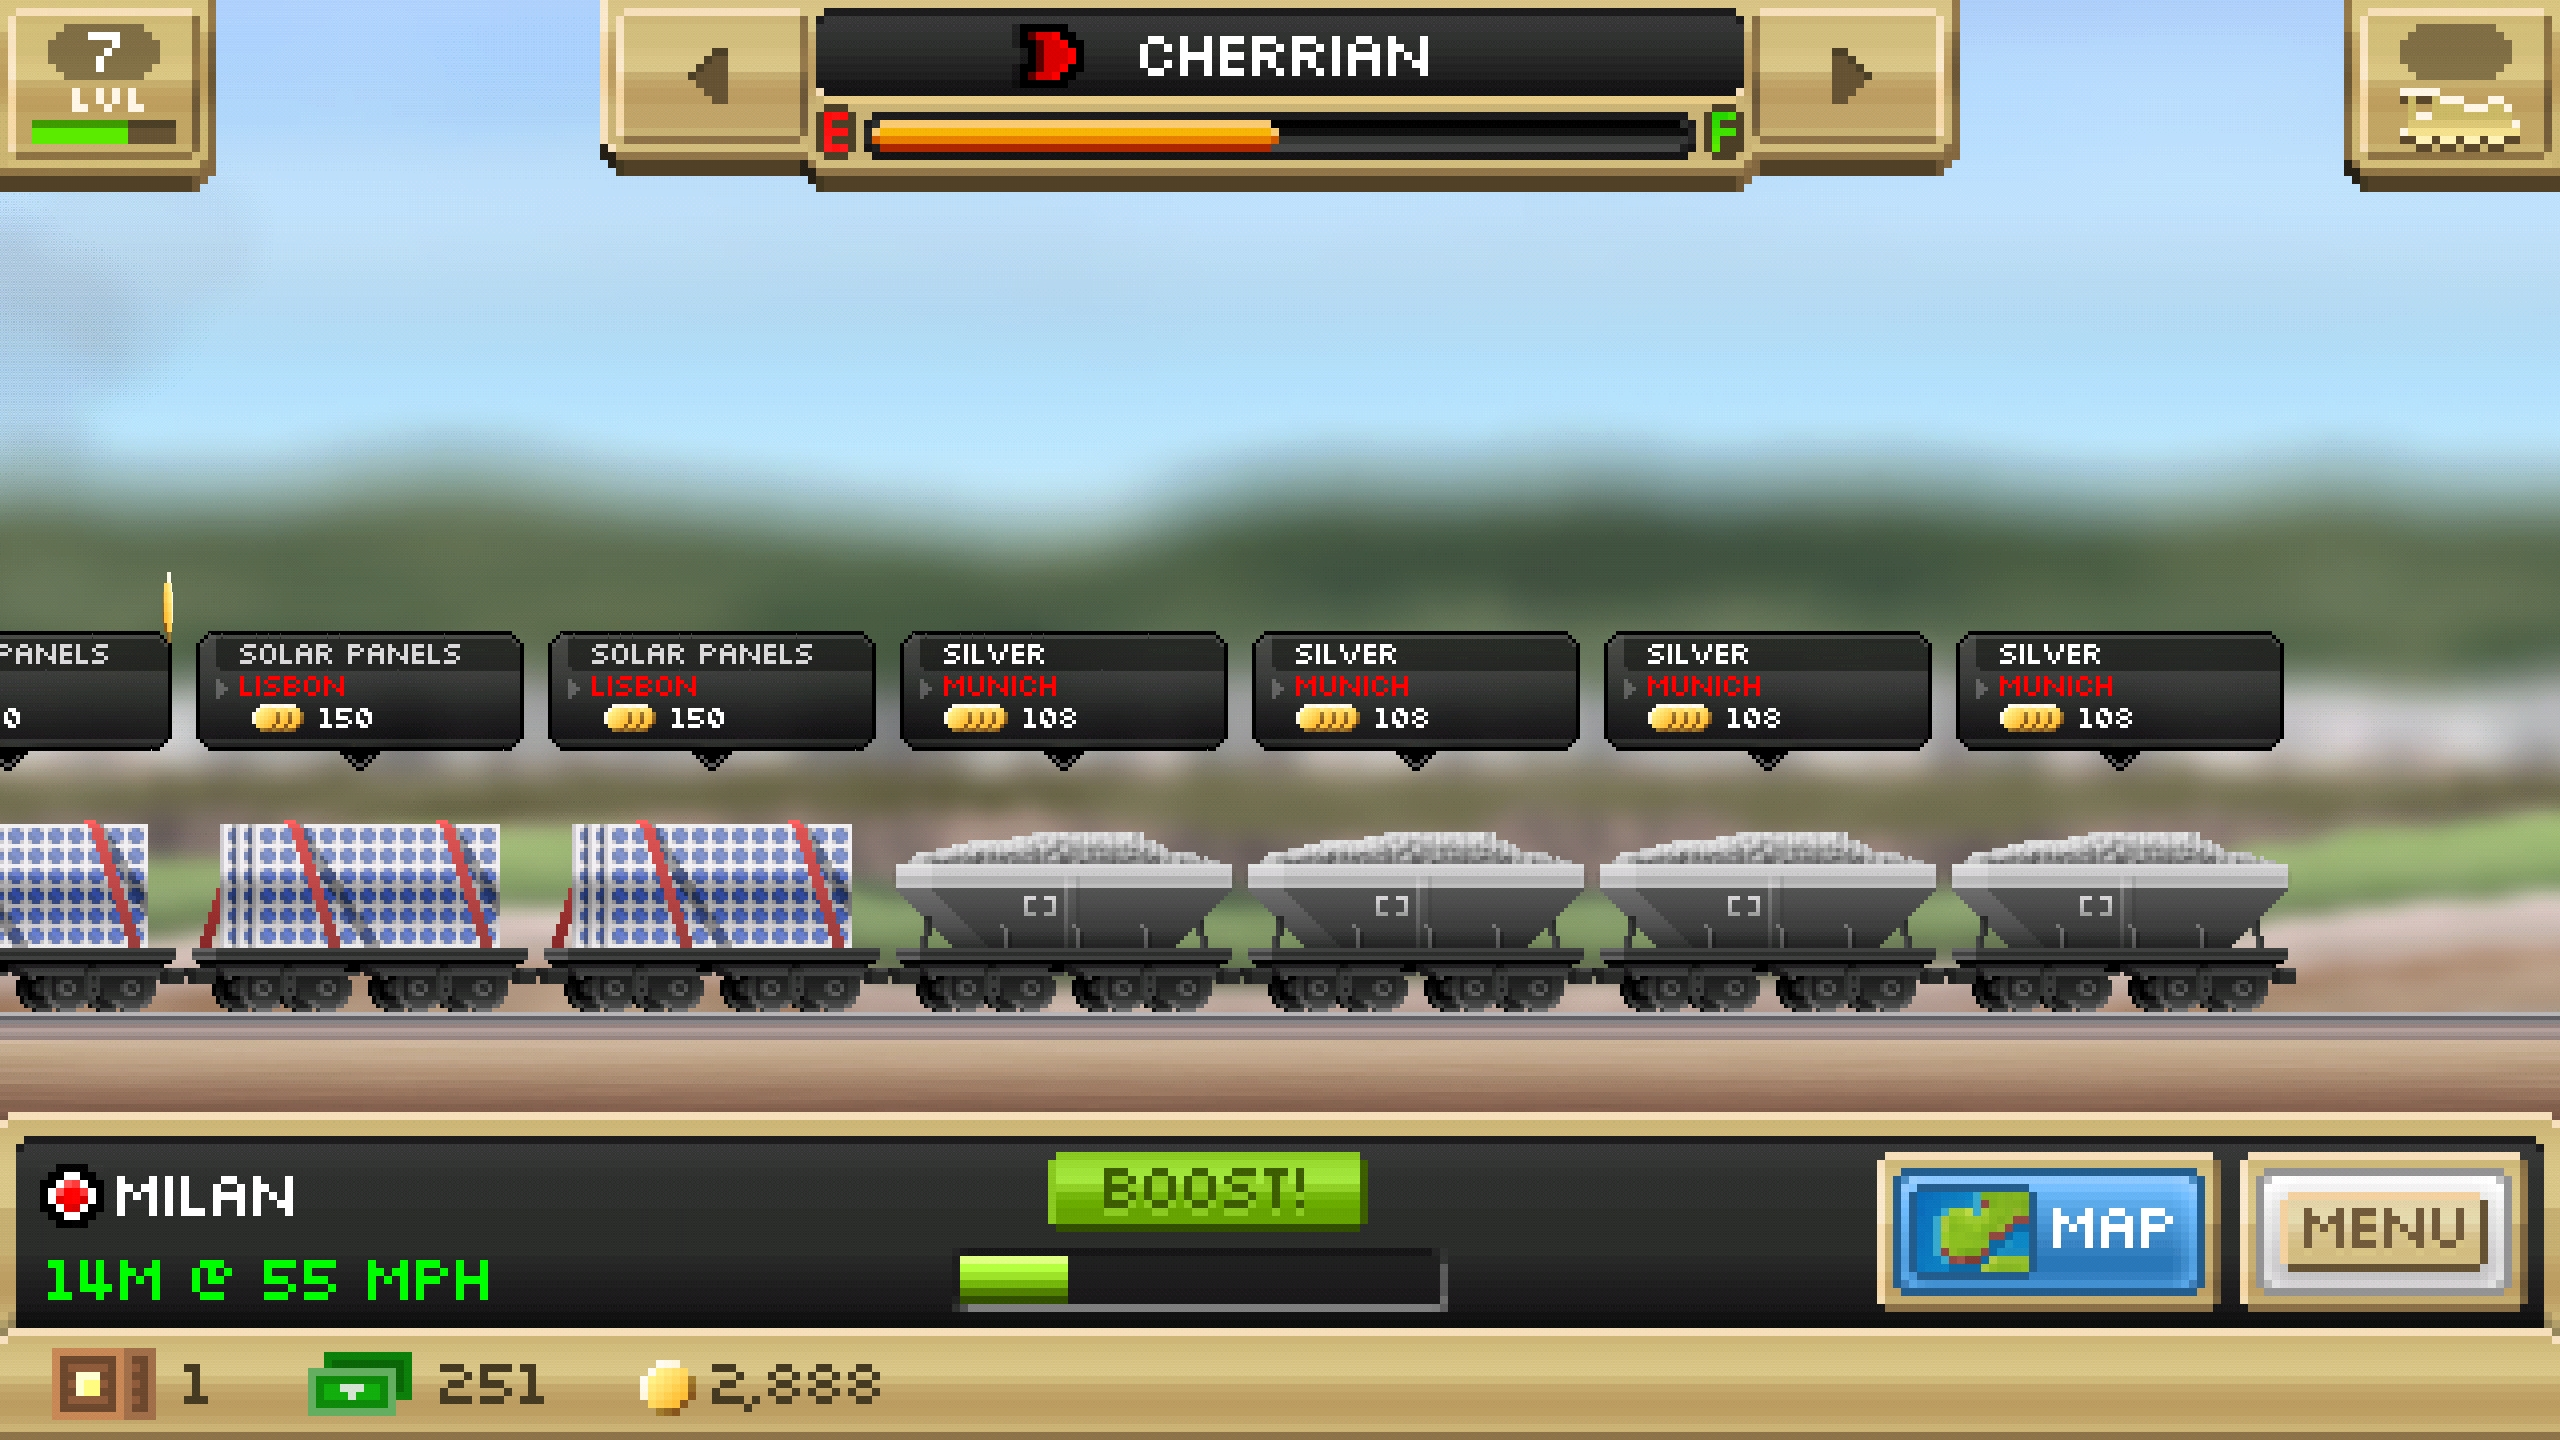 7
LVL
CHERRIAN
E F
PANELS
0
SOLAR PANELS
LISBON
150
SOLAR PANELS
LISBON
150
SILVER
MUNICH
108
SILVER
MUNICH
108
SILVER
MUNICH
108
SILVER
MUNICH
108
MILAN
14M @ 55 MPH
BOOST!
MAP
MENU
1 251 2,888